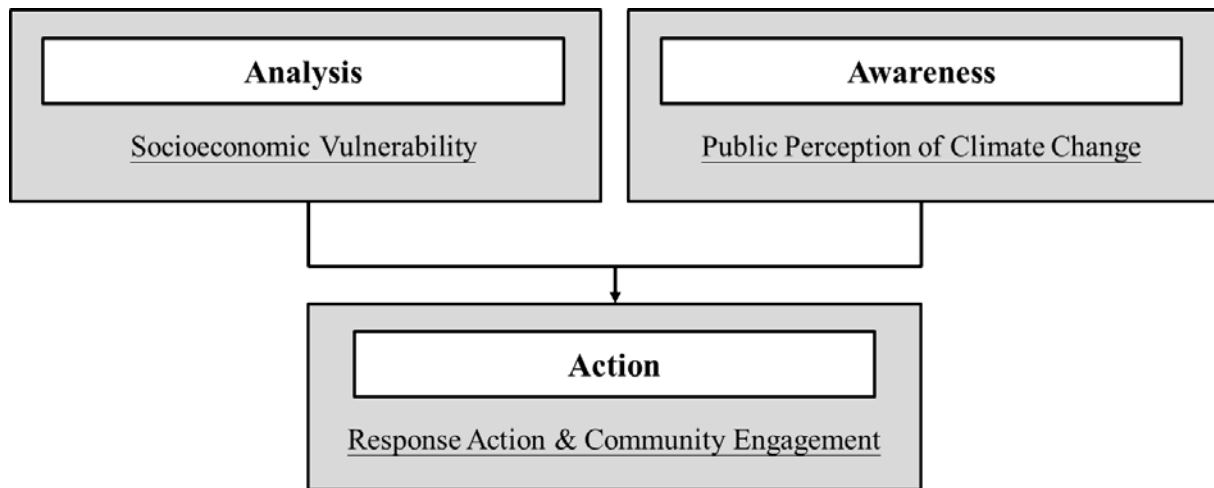 Analysis
Socioeconomic Vulnerability
Awareness
Public Perception of Climate Change
Action
Response Action & Community Engagement